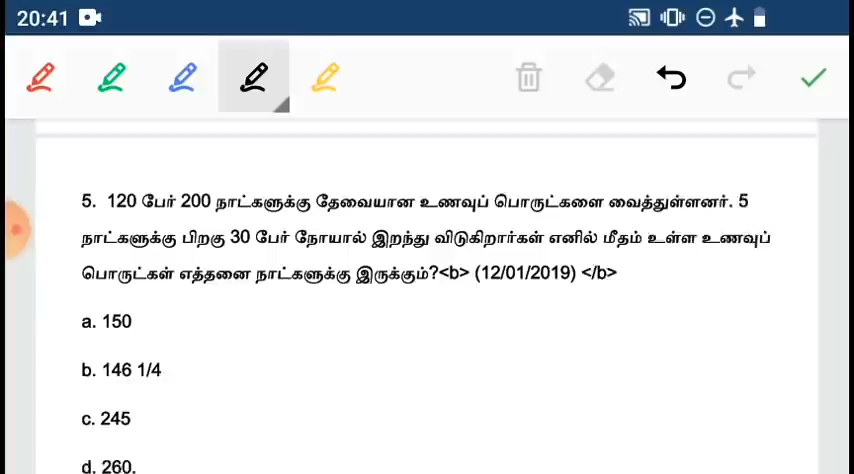 20:41
5. 120 பேர் 200 நாட்களுக்கு தேவையான உணவுப் பொருட்களை வைத்துள்ளனர். 5
நாட்களுக்கு பிறகு 30 பேர் நோயால் இறந்து விடுகிறார்கள் எனில் மீதம் உள்ள உணவுப்
பொருட்கள் எத்தனை நாட்களுக்கு இருக்கும்?<b> (12/01/2019) </b>
a. 150
b. 146 1/4
c. 245
d. 260.